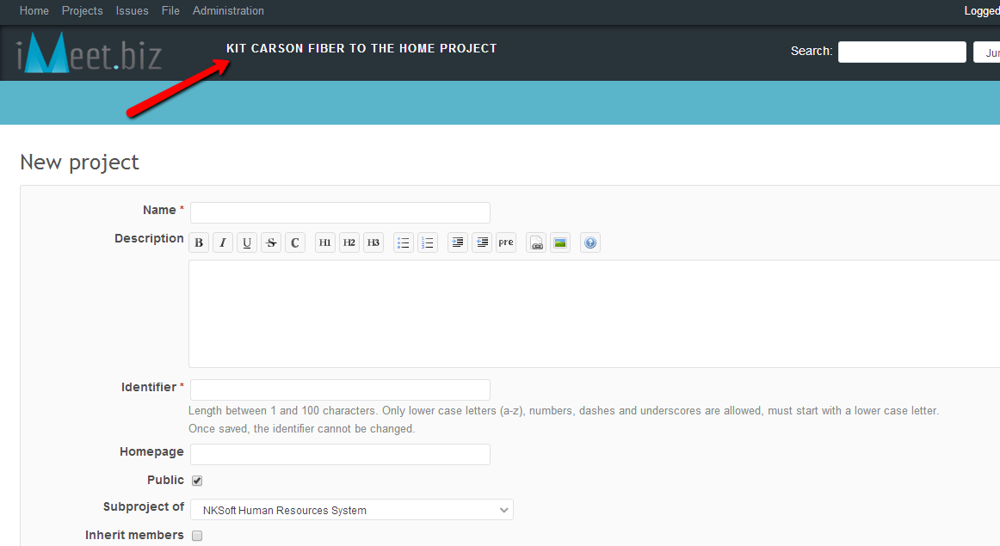 Home Projects Issues File Administration Logged
iMeet.biz KIT CARSON FIBER TO THE HOME PROJECT Search: Jun
New project
Name *
Description B I U S C H1 H2 H3 pre
Identifier *
Length between 1 and 100 characters. Only lower case letters (a-z), numbers, dashes and underscores are allowed, must start with a lower case letter.
Once saved, the identifier cannot be changed.
Homepage
Public
Subproject of NKSoft Human Resources System
Inherit members